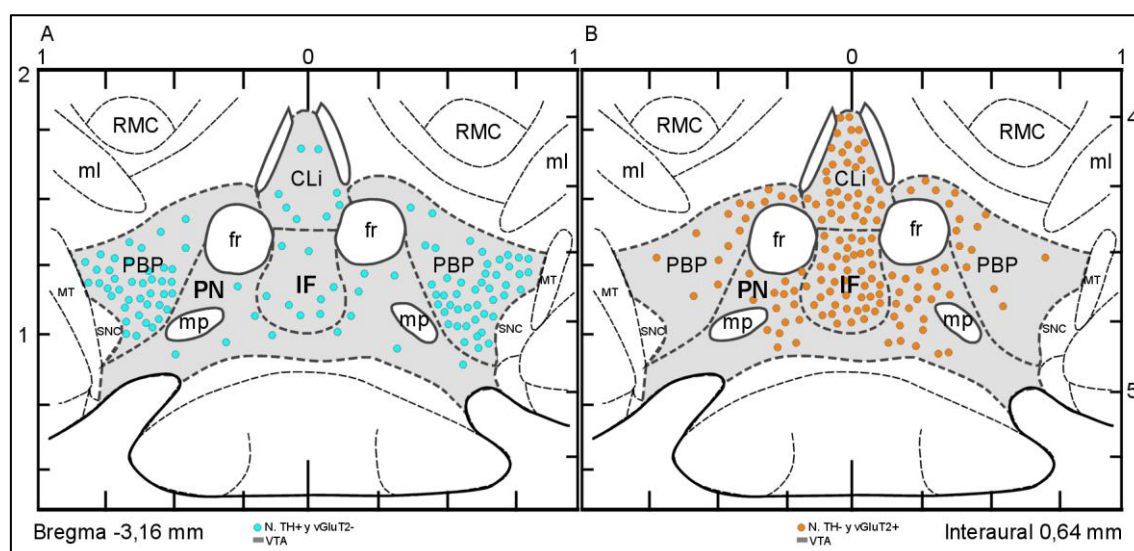 A
B
1 0 1
0 1
2
1
4
5
RMC
RMC
RMC
RMC
ml
ml
ml
ml
CLi
CLi
fr
fr
fr
fr
PBP
PBP
PBP
PBP
PN
IF
PN
IF
MT
MT
MT
MT
SNC
SNC
SNC
SNC
mp
mp
mp
mp
Bregma -3,16 mm
N. TH+ y vGluT2-
VTA
N. TH- y vGluT2+
VTA
Interaural 0,64 mm